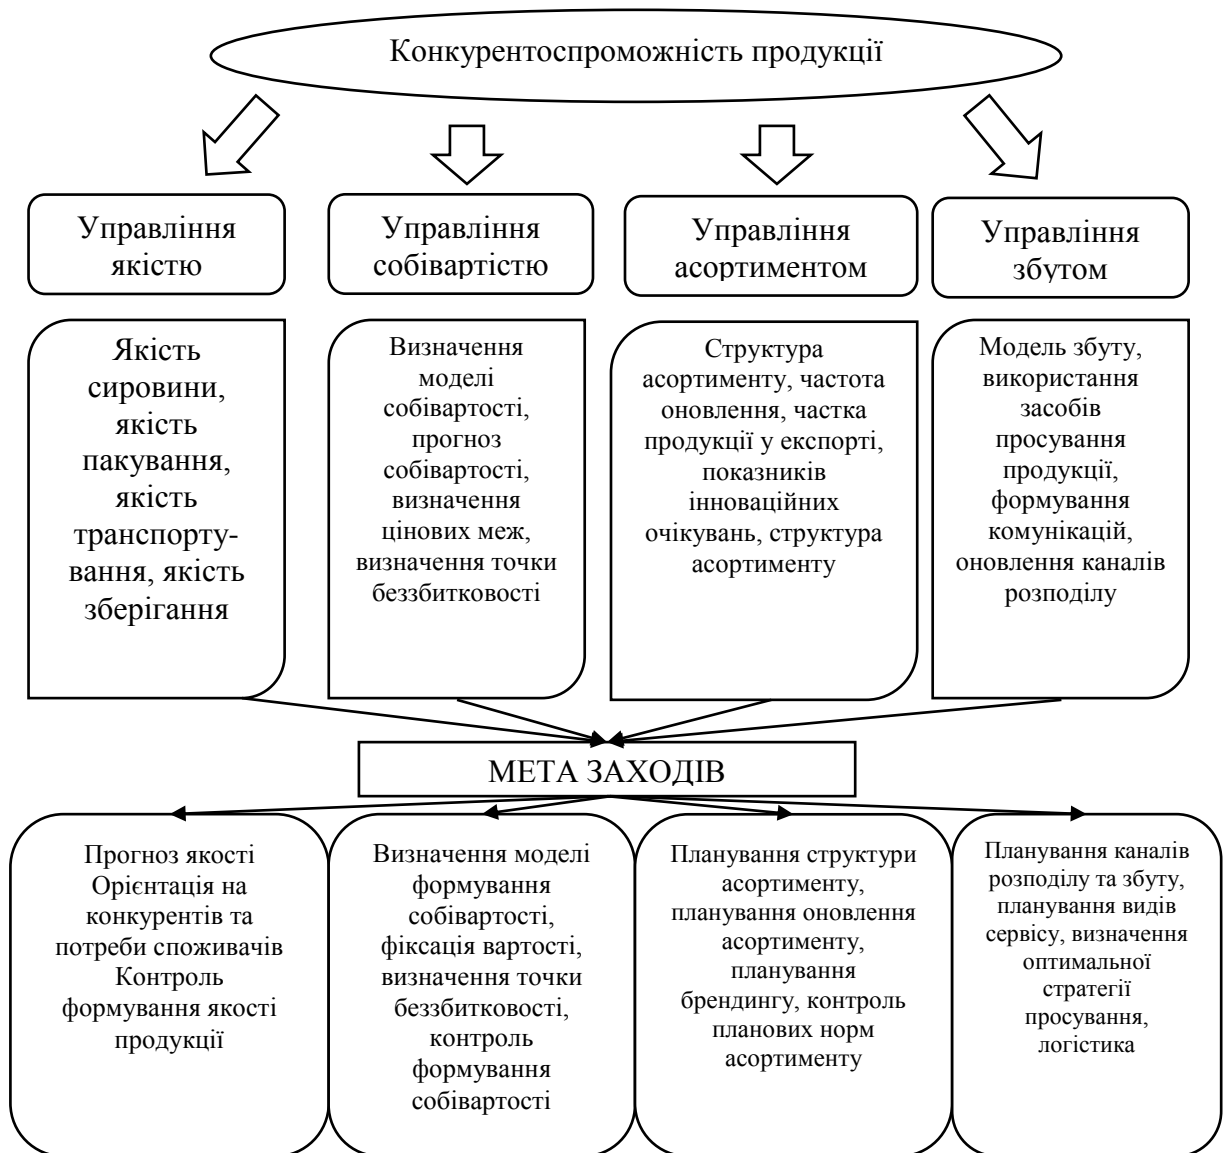 Конкурентоспроможність продукції
Управління
якістю
Управління
собівартістю
Управління
асортиментом
Управління
збутом
Якість
сировини,
якість
пакування,
якість
транспорту-
вання, якість
зберігання
Визначення
моделі
собівартості,
прогноз
собівартості,
визначення
цінових меж,
визначення точки
беззбитковості
Структура
асортименту, частота
оновлення, частка
продукції у експорті,
показників
інноваційних
очікувань, структура
асортименту
Модель збуту,
використання
засобів
просування
продукції,
формування
комунікацій,
оновлення каналів
розподілу
МЕТА ЗАХОДІВ
Прогноз якості
Орієнтація на
конкурентів та
потреби споживачів
Контроль
формування якості
продукції
Визначення моделі
формування
собівартості,
фіксація вартості,
визначення точки
беззбитковості,
контроль
формування
собівартості
Планування структури
асортименту,
планування оновлення
асортименту,
планування
брендингу, контроль
планових норм
асортименту
Планування каналів
розподілу та збуту,
планування видів
сервісу, визначення
оптимальної
стратегії
просування,
логістика